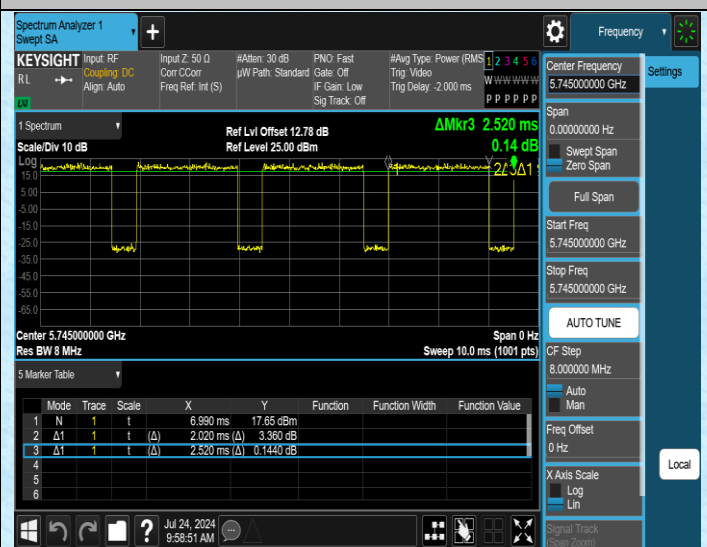 Spectrum Analyzer 1
Swept SA
+
Frequency
KEYSIGHT
RL
LXI
Input: RF
Coupling: DC
Align: Auto
Input Z: 50 Ω
Corr CCorr
Freq Ref: Int (S)
#Atten: 30 dB
µW Path: Standard
PNO: Fast
Gate: Off
IF Gain: Low
Sig Track: Off
#Avg Type: Power (RMS
Trig: Video
Trig Delay: -2.000 ms
1 2 3 4 5 6
W W W W W W
P P P P P P
1 Spectrum
Scale/Div 10 dB
Ref Lvl Offset 12.78 dB
Ref Level 25.00 dBm
ΔMkr3 2.520 ms
0.14 dB
Log
15.0
5.00
-5.00
-15.0
-25.0
-35.0
-45.0
-55.0
-65.0
Center 5.745000000 GHz
Res BW 8 MHz
Span 0 Hz
Sweep 10.0 ms (1001 pts)
5 Marker Table
Mode Trace Scale X Y Function Function Width Function Value
1 N 1 t 6.990 ms 17.65 dBm
2 Δ1 1 t (Δ) 2.020 ms (Δ) 3.360 dB
3 Δ1 1 t (Δ) 2.520 ms (Δ) 0.1440 dB
4
5
6
?
Jul 24, 2024
9:58:51 AM
Center Frequency
5.745000000 GHz
Span
0.00000000 Hz
Swept Span
Zero Span
Full Span
Start Freq
5.745000000 GHz
Stop Freq
5.745000000 GHz
AUTO TUNE
CF Step
8.000000 MHz
Auto
Man
Freq Offset
0 Hz
X Axis Scale
Log
Lin
Signal Track
(Span Zoom)
Settings
Local